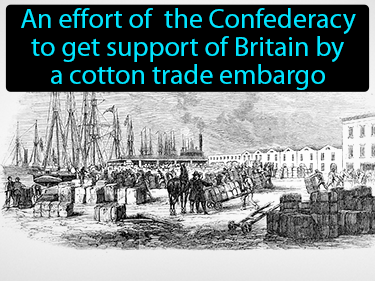 An effort of the Confederacy
to get support of Britain by
a cotton trade embargo